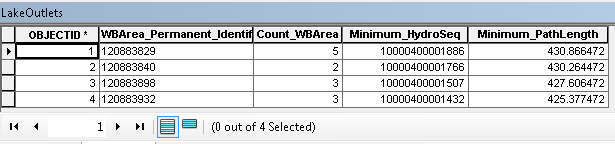 LakeOutlets
OBJECTID * WBArea_Permanent_Identif Count_WBArea Minimum_HydroSeq Minimum_PathLength
1 120883829 5 10000400001886 430.866472
2 120883840 2 10000400001766 430.264472
3 120883898 3 10000400001507 427.606472
4 120883932 3 10000400001432 425.377472
1 (0 out of 4 Selected)